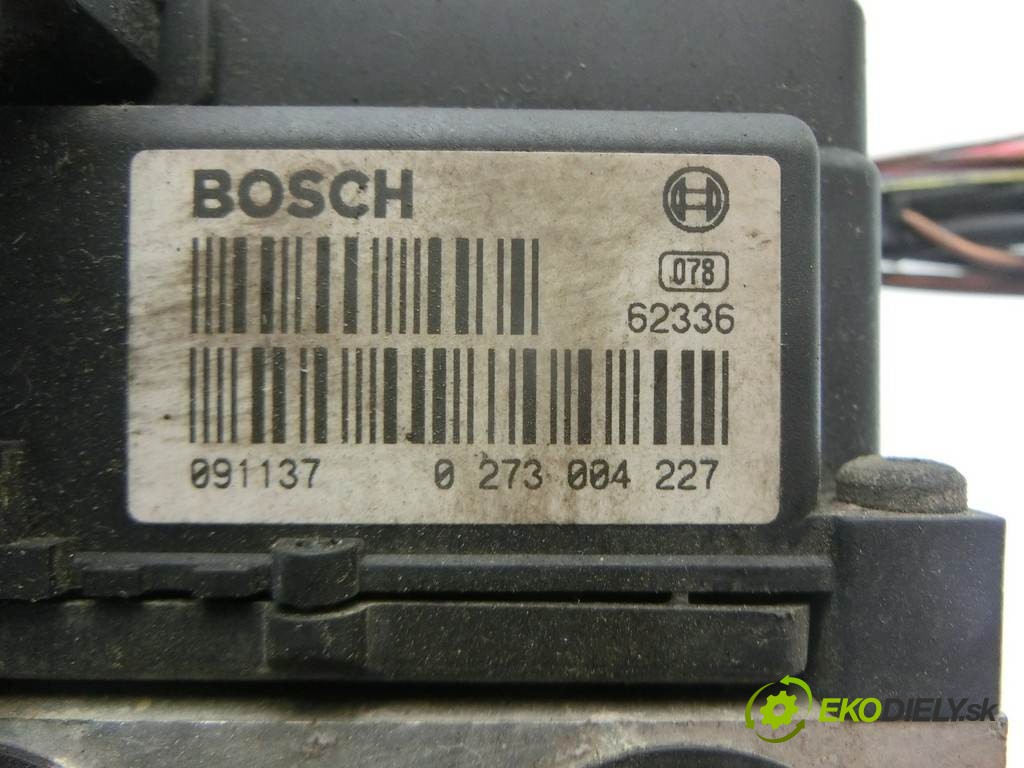 BOSCH
.078
62336
091137 0 273 004 227
EKODIELY.sk